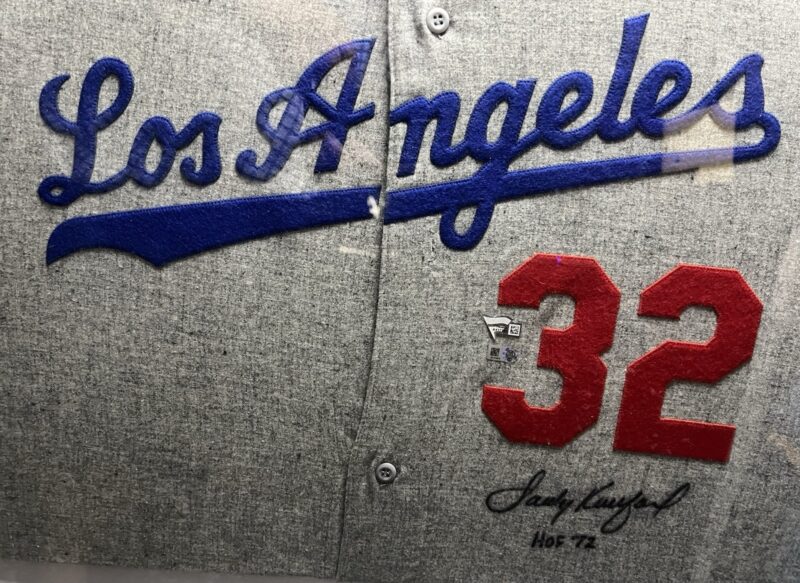 Los Angeles
32
Sandy Koufax
HOF 72